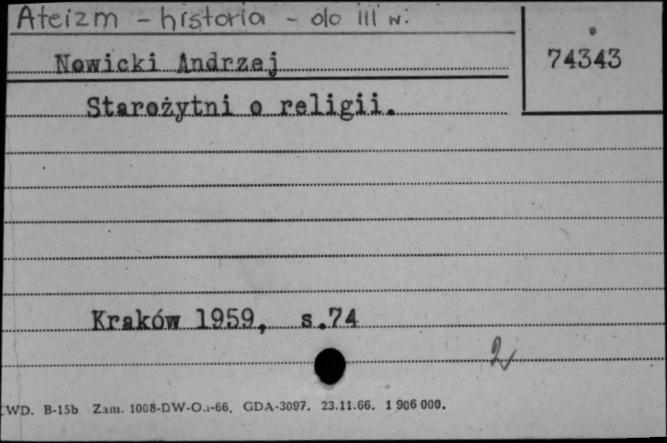 Ateizm - historia - do III w.
74343
Nowicki Andrzej
Starożytni o religii.
Kraków 1959, s.74
2
WD. B-15b Zam. 1008-DW-O.i-66. GDA-3097. 23.11.66. 1 906 000.